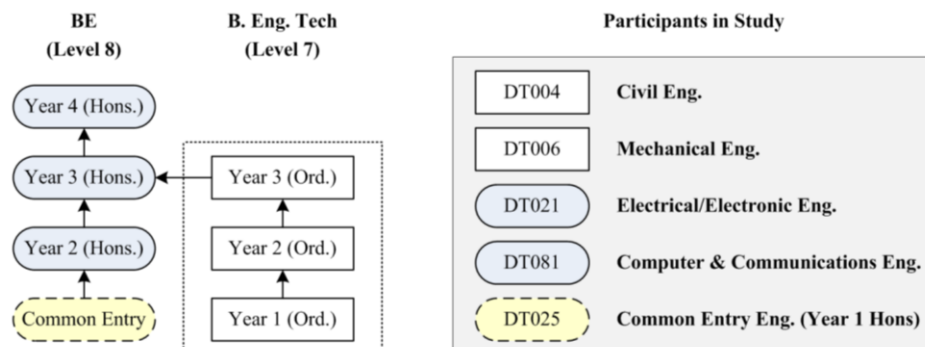 BE
(Level 8)
B. Eng. Tech
(Level 7)
Year 4 (Hons.)
Year 3 (Hons.)
Year 3 (Ord.)
Year 2 (Hons.)
Year 2 (Ord.)
Common Entry
Year 1 (Ord.)
Participants in Study
DT004 Civil Eng.
DT006 Mechanical Eng.
DT021 Electrical/Electronic Eng.
DT081 Computer & Communications Eng.
DT025 Common Entry Eng. (Year 1 Hons)